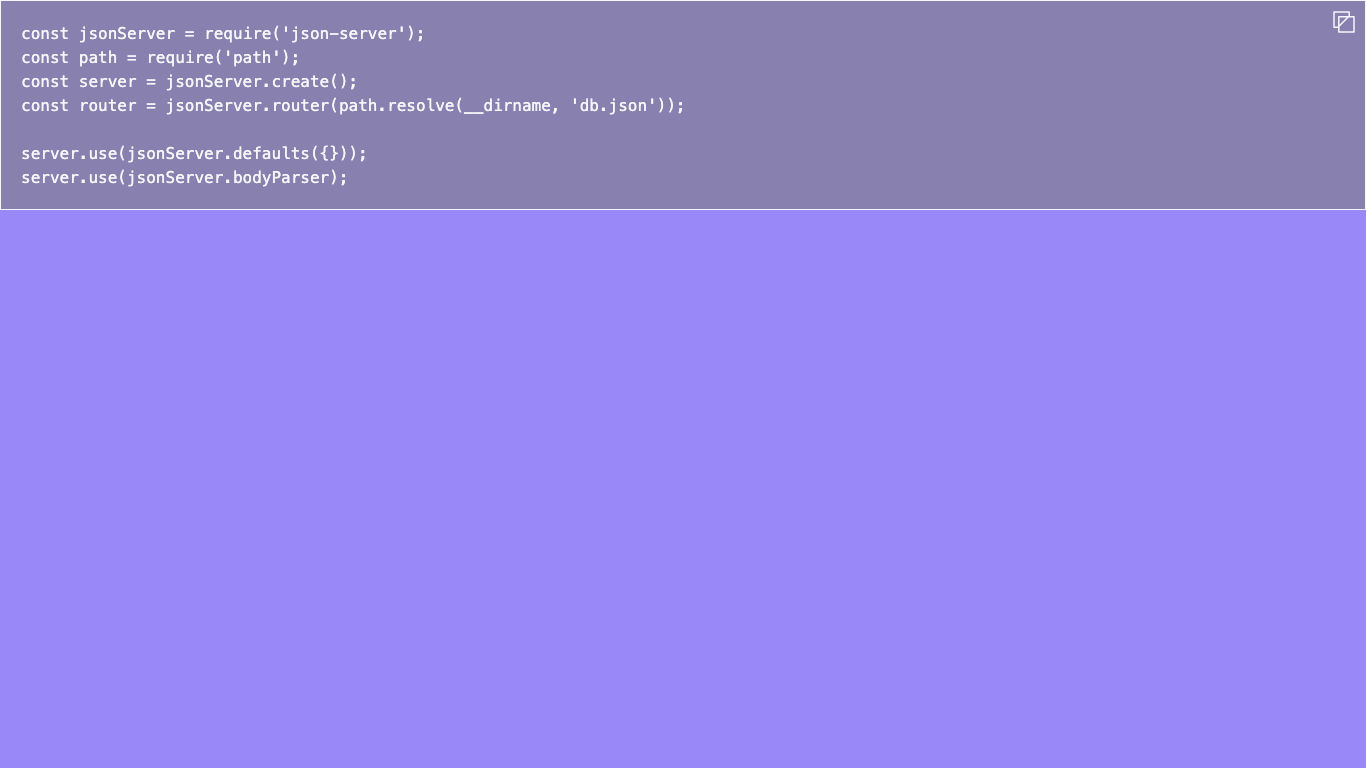 const jsonServer = require('json-server');
const path = require('path');
const server = jsonServer.create();
const router = jsonServer.router(path.resolve(__dirname, 'db.json'));

server.use(jsonServer.defaults({}));
server.use(jsonServer.bodyParser);